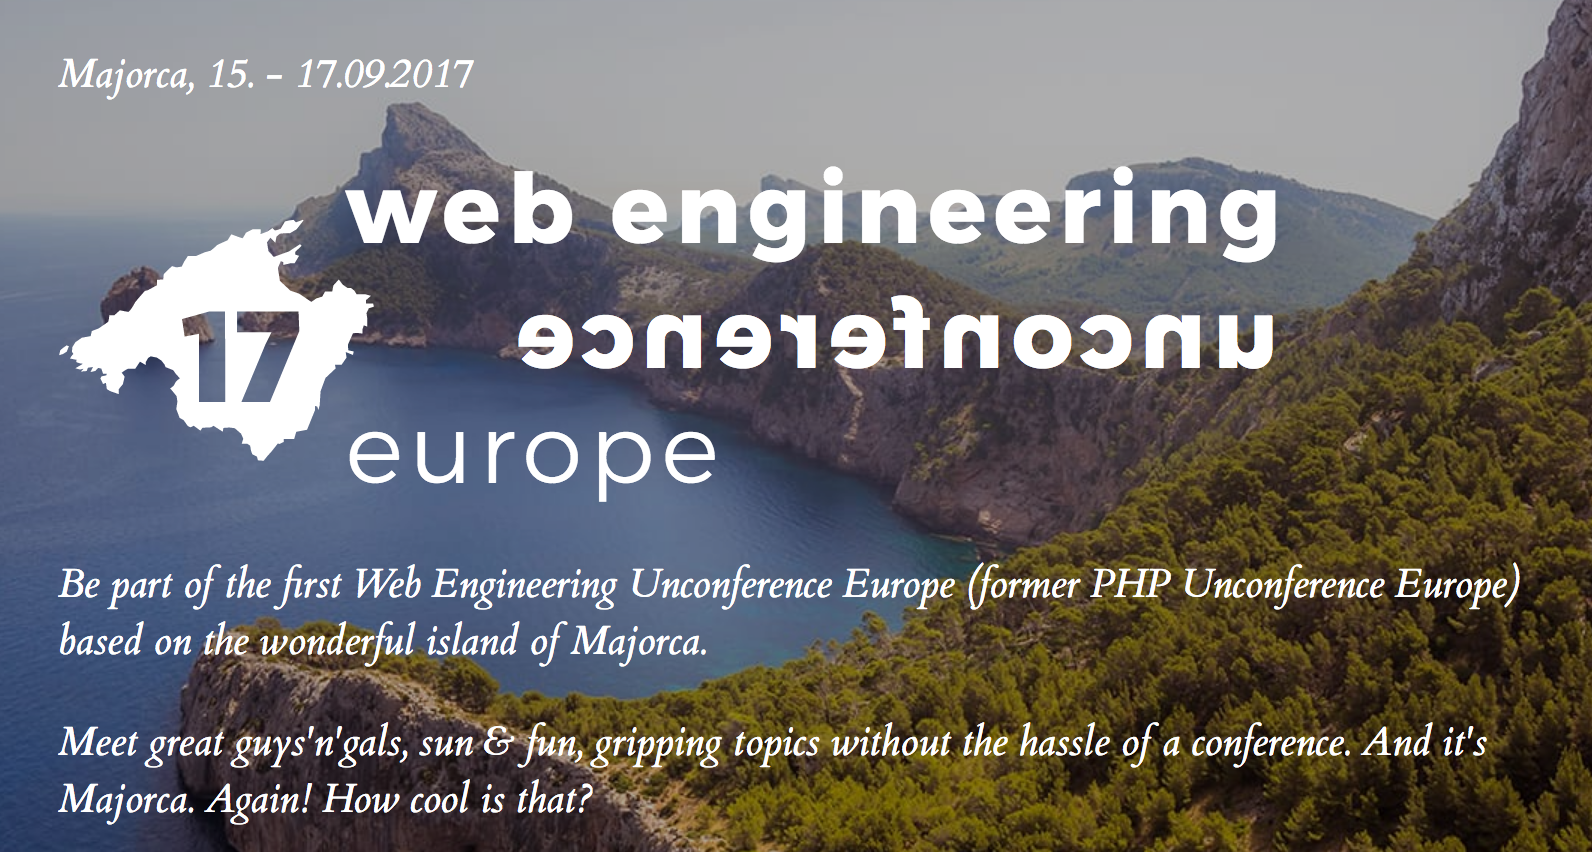 Majorca, 15. – 17.09.2017
web engineering
unconference
17
europe
Be part of the first Web Engineering Unconference Europe (former PHP Unconference Europe)
based on the wonderful island of Majorca.
Meet great guys'n'gals, sun & fun, gripping topics without the hassle of a conference. And it's
Majorca. Again! How cool is that?